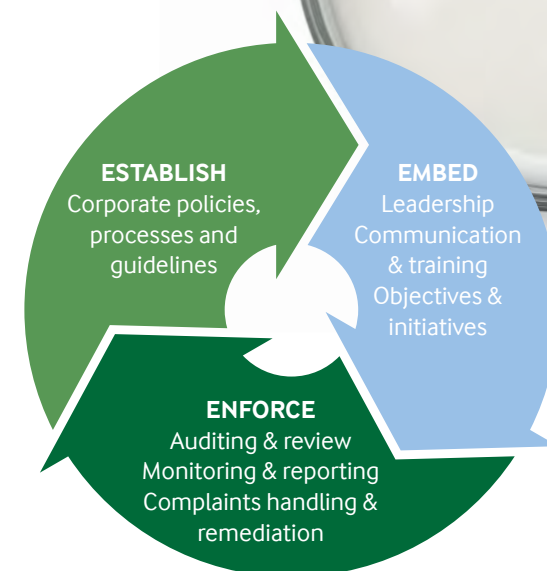 ESTABLISH
Corporate policies,
processes and
guidelines
EMBED
Leadership
Communication
& training
Objectives &
initiatives
ENFORCE
Auditing & review
Monitoring & reporting
Complaints handling &
remediation